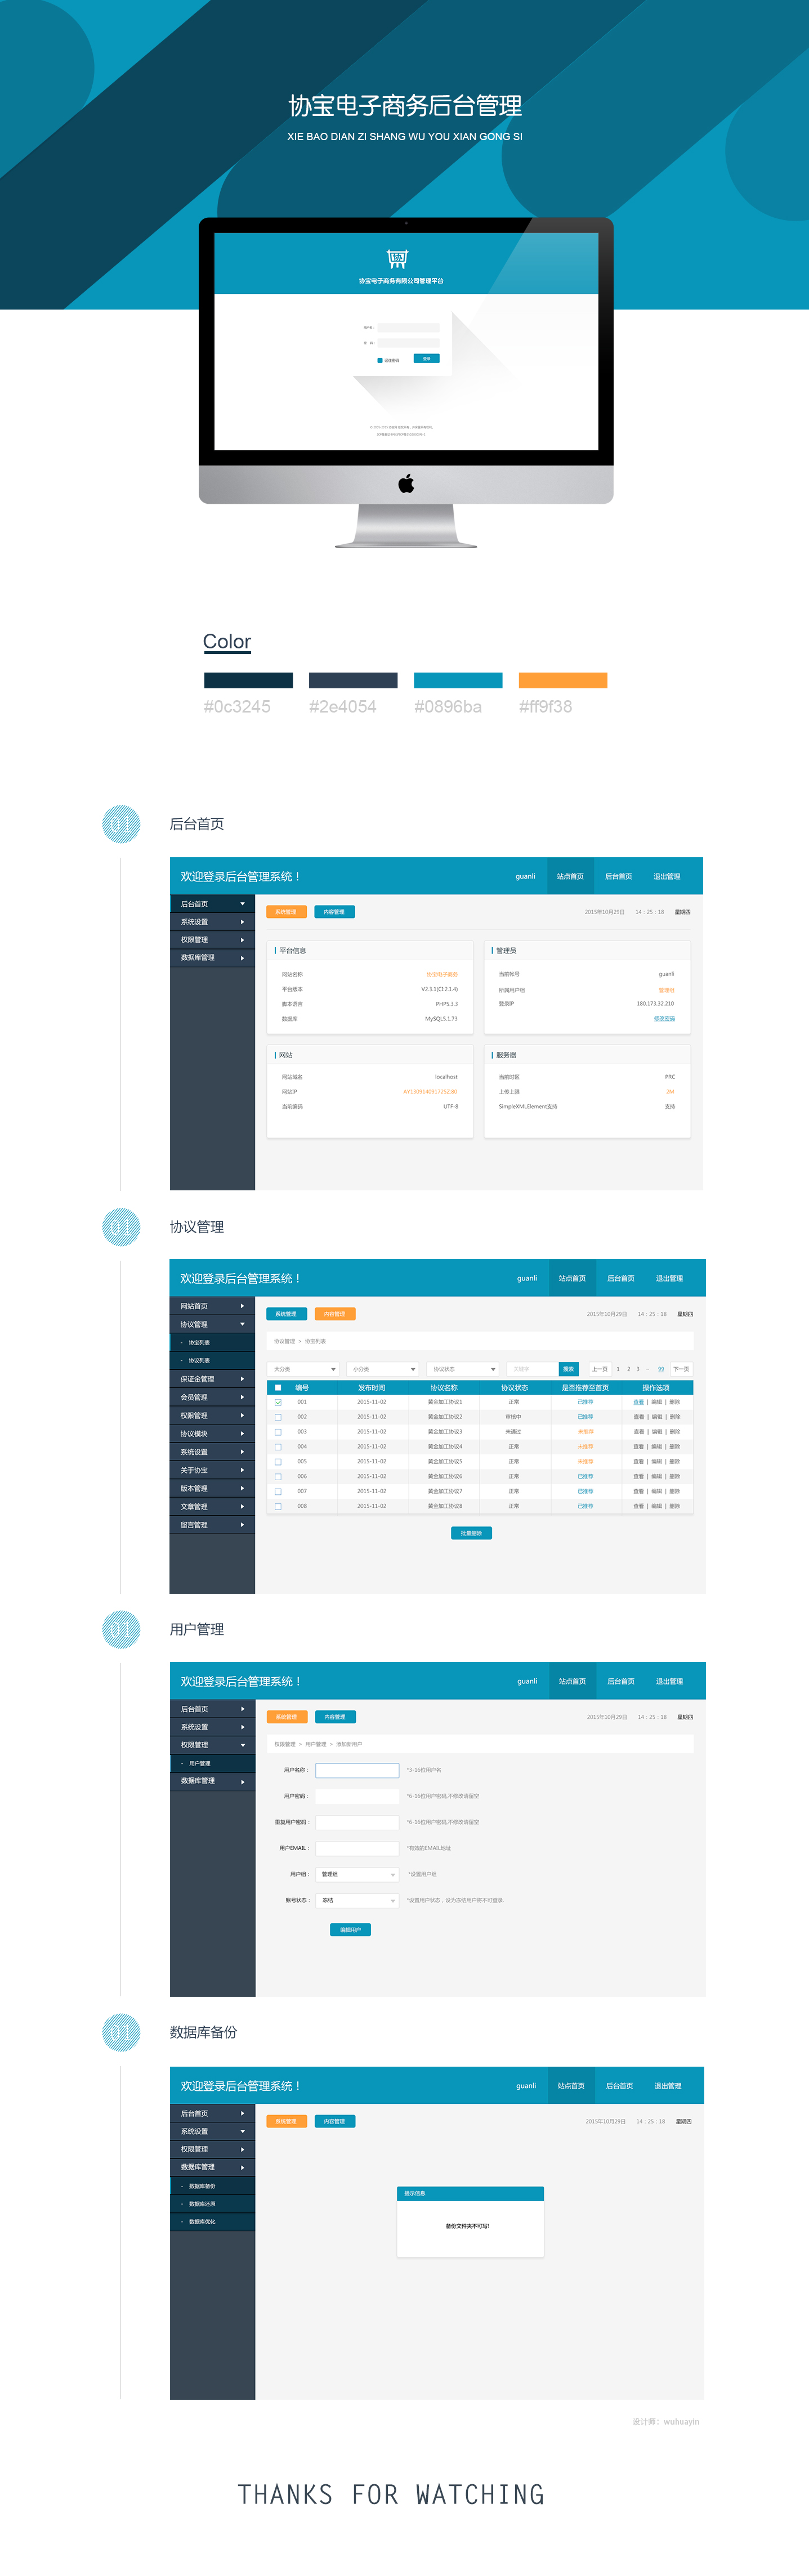 协宝电子商务后台管理
XIE BAO DIAN ZI SHANG WU YOU XIAN GONG SI
协
协宝电子商务有限公司管理平台
用户名：
密 码：
记住密码 登录
Color
#0c3245 #2e4054 #0896ba #ff9f38
01 后台首页
欢迎登录后台管理系统！ guanli 站点首页 后台首页 退出管理
后台首页
系统设置
权限管理
数据库管理
系统管理 内容管理 2015年10月29日 14：25：18 星期四
平台信息
网站名称 协宝电子商务
平台版本 V2.3.1(CI 2.1.4)
脚本语言 PHP5.3.3
数据库 MySQL5.1.73
管理员
当前帐号 guanli
所属用户组 管理组
登录IP 180.173.32.210
修改密码
网站
网站域名 localhost
网站IP
当前编码 UTF-8
服务器
当前时区 PRC
上传上限 2M
SimpleXMLElement支持 支持
01 协议管理
欢迎登录后台管理系统！ guanli 站点首页 后台首页 退出管理
网站首页
协议管理
- 协宝列表
- 协议列表
保证金管理
会员管理
权限管理
协议模块
系统设置
关于协宝
版本管理
文章管理
留言管理
系统管理 内容管理 2015年10月29日 14：25：18 星期四
协议管理 > 协宝列表
大分类 小分类 协议状态 关键字 搜索 上一页 1 2 3 ··· 99 下一页
编号 发布时间 协议名称 协议状态 是否推荐至首页 操作选项
001 2015-11-02 黄金加工协议1 正常 已推荐 查看 | 编辑 | 删除
002 2015-11-02 黄金加工协议2 审核中 已推荐 查看 | 编辑 | 删除
003 2015-11-02 黄金加工协议3 未通过 未推荐 查看 | 编辑 | 删除
004 2015-11-02 黄金加工协议4 正常 未推荐 查看 | 编辑 | 删除
005 2015-11-02 黄金加工协议5 正常 未推荐 查看 | 编辑 | 删除
006 2015-11-02 黄金加工协议6 正常 已推荐 查看 | 编辑 | 删除
007 2015-11-02 黄金加工协议7 正常 已推荐 查看 | 编辑 | 删除
008 2015-11-02 黄金加工协议8 正常 已推荐 查看 | 编辑 | 删除
批量删除
01 用户管理
欢迎登录后台管理系统！ guanli 站点首页 后台首页 退出管理
后台首页
系统设置
权限管理
- 用户管理
数据库管理
系统管理 内容管理 2015年10月29日 14：25：18 星期四
权限管理 > 用户管理 > 添加新用户
用户名称： *3-16位用户名
用户密码： *6-16位用户密码,不修改请留空
重复用户密码： *6-16位用户密码,不修改请留空
用户EMAIL： *有效的EMAIL地址
用户组： 管理组 *设置用户组
账号状态： 冻结 *设置用户状态，设为冻结用户将不可登录.
编辑用户
01 数据库备份
欢迎登录后台管理系统！ guanli 站点首页 后台首页 退出管理
后台首页
系统设置
权限管理
数据库管理
- 数据库备份
- 数据库还原
- 数据库优化
系统管理 内容管理 2015年10月29日 14：25：18 星期四
提示信息
备份文件夹不可写!
设计师：wuhuayin
THANKS FOR WATCHING